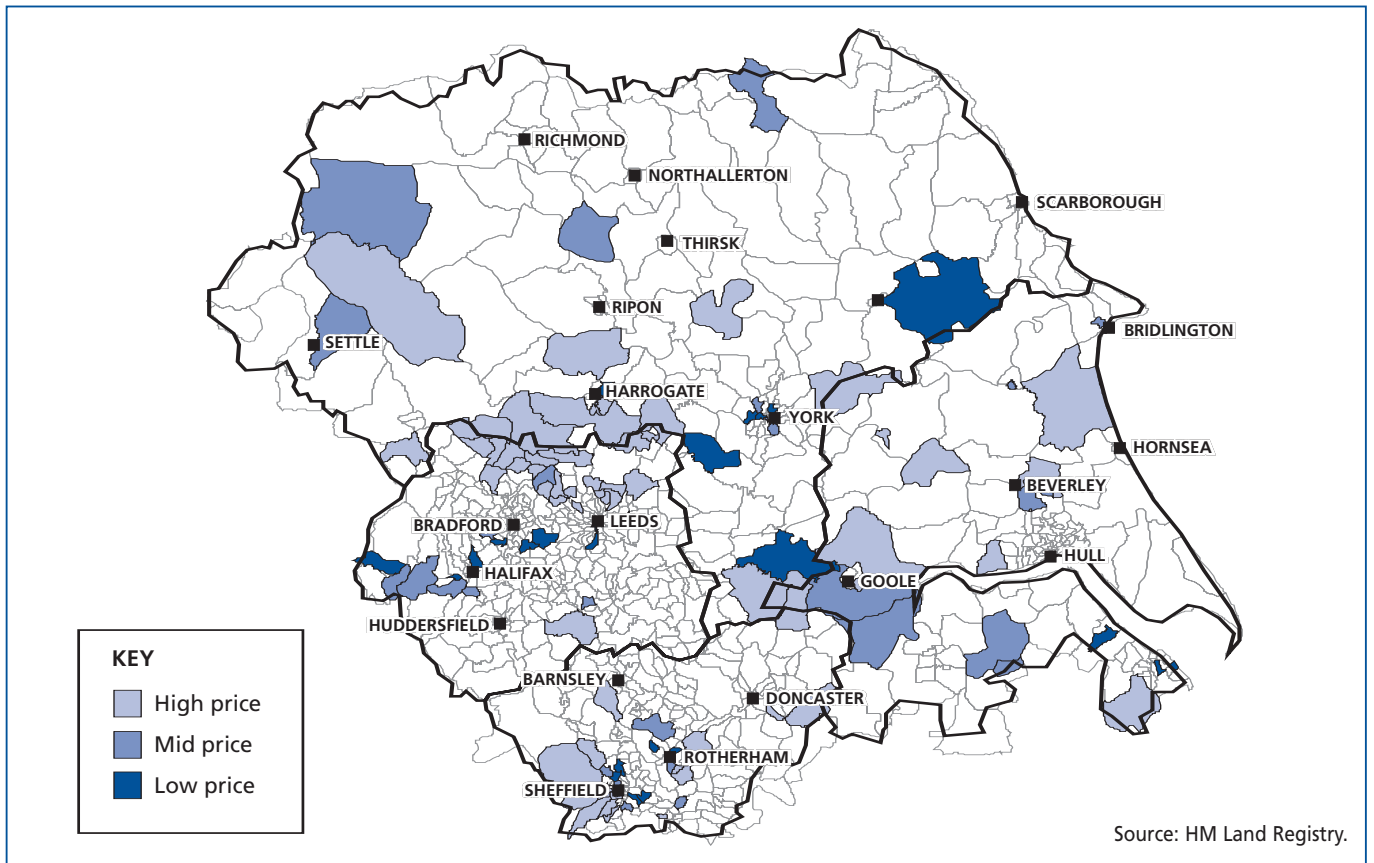 RICHMOND
NORTHALLERTON
SCARBOROUGH
THIRSK
RIPON
BRIDLINGTON
SETTLE
HARROGATE
YORK
HORNSEA
BEVERLEY
BRADFORD
LEEDS
HULL
HALIFAX
GOOLE
HUDDERSFIELD
BARNSLEY
DONCASTER
ROTHERHAM
SHEFFIELD
KEY
High price
Mid price
Low price
Source: HM Land Registry.